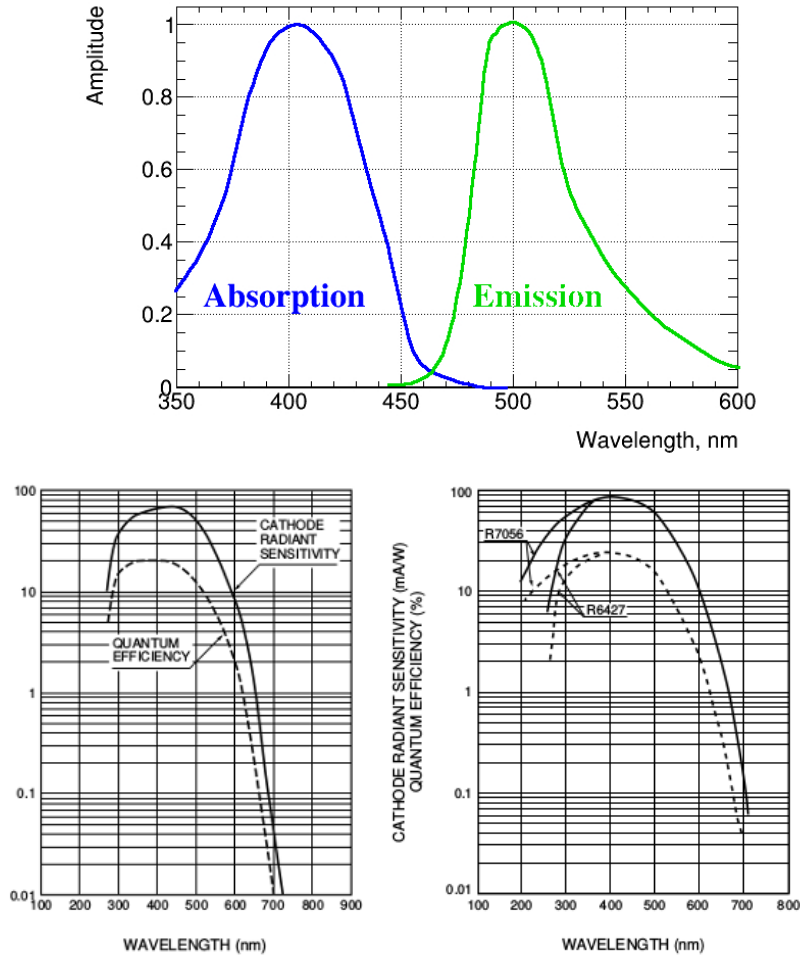 Amplitude
1
0.8
0.6
0.4
0.2
0
Absorption
Emission
350 400 450 500 550 600
Wavelength, nm
100
10
1
0.1
0.01
CATHODE
RADIANT
SENSITIVITY
QUANTUM
EFFICIENCY
100 200 300 400 500 600 700 800 900
WAVELENGTH (nm)
CATHODE RADIANT SENSITIVITY (mA/W)
QUANTUM EFFICIENCY (%)
100
10
1
0.1
0.01
R7056
R6427
100 200 300 400 500 600 700 800
WAVELENGTH (nm)